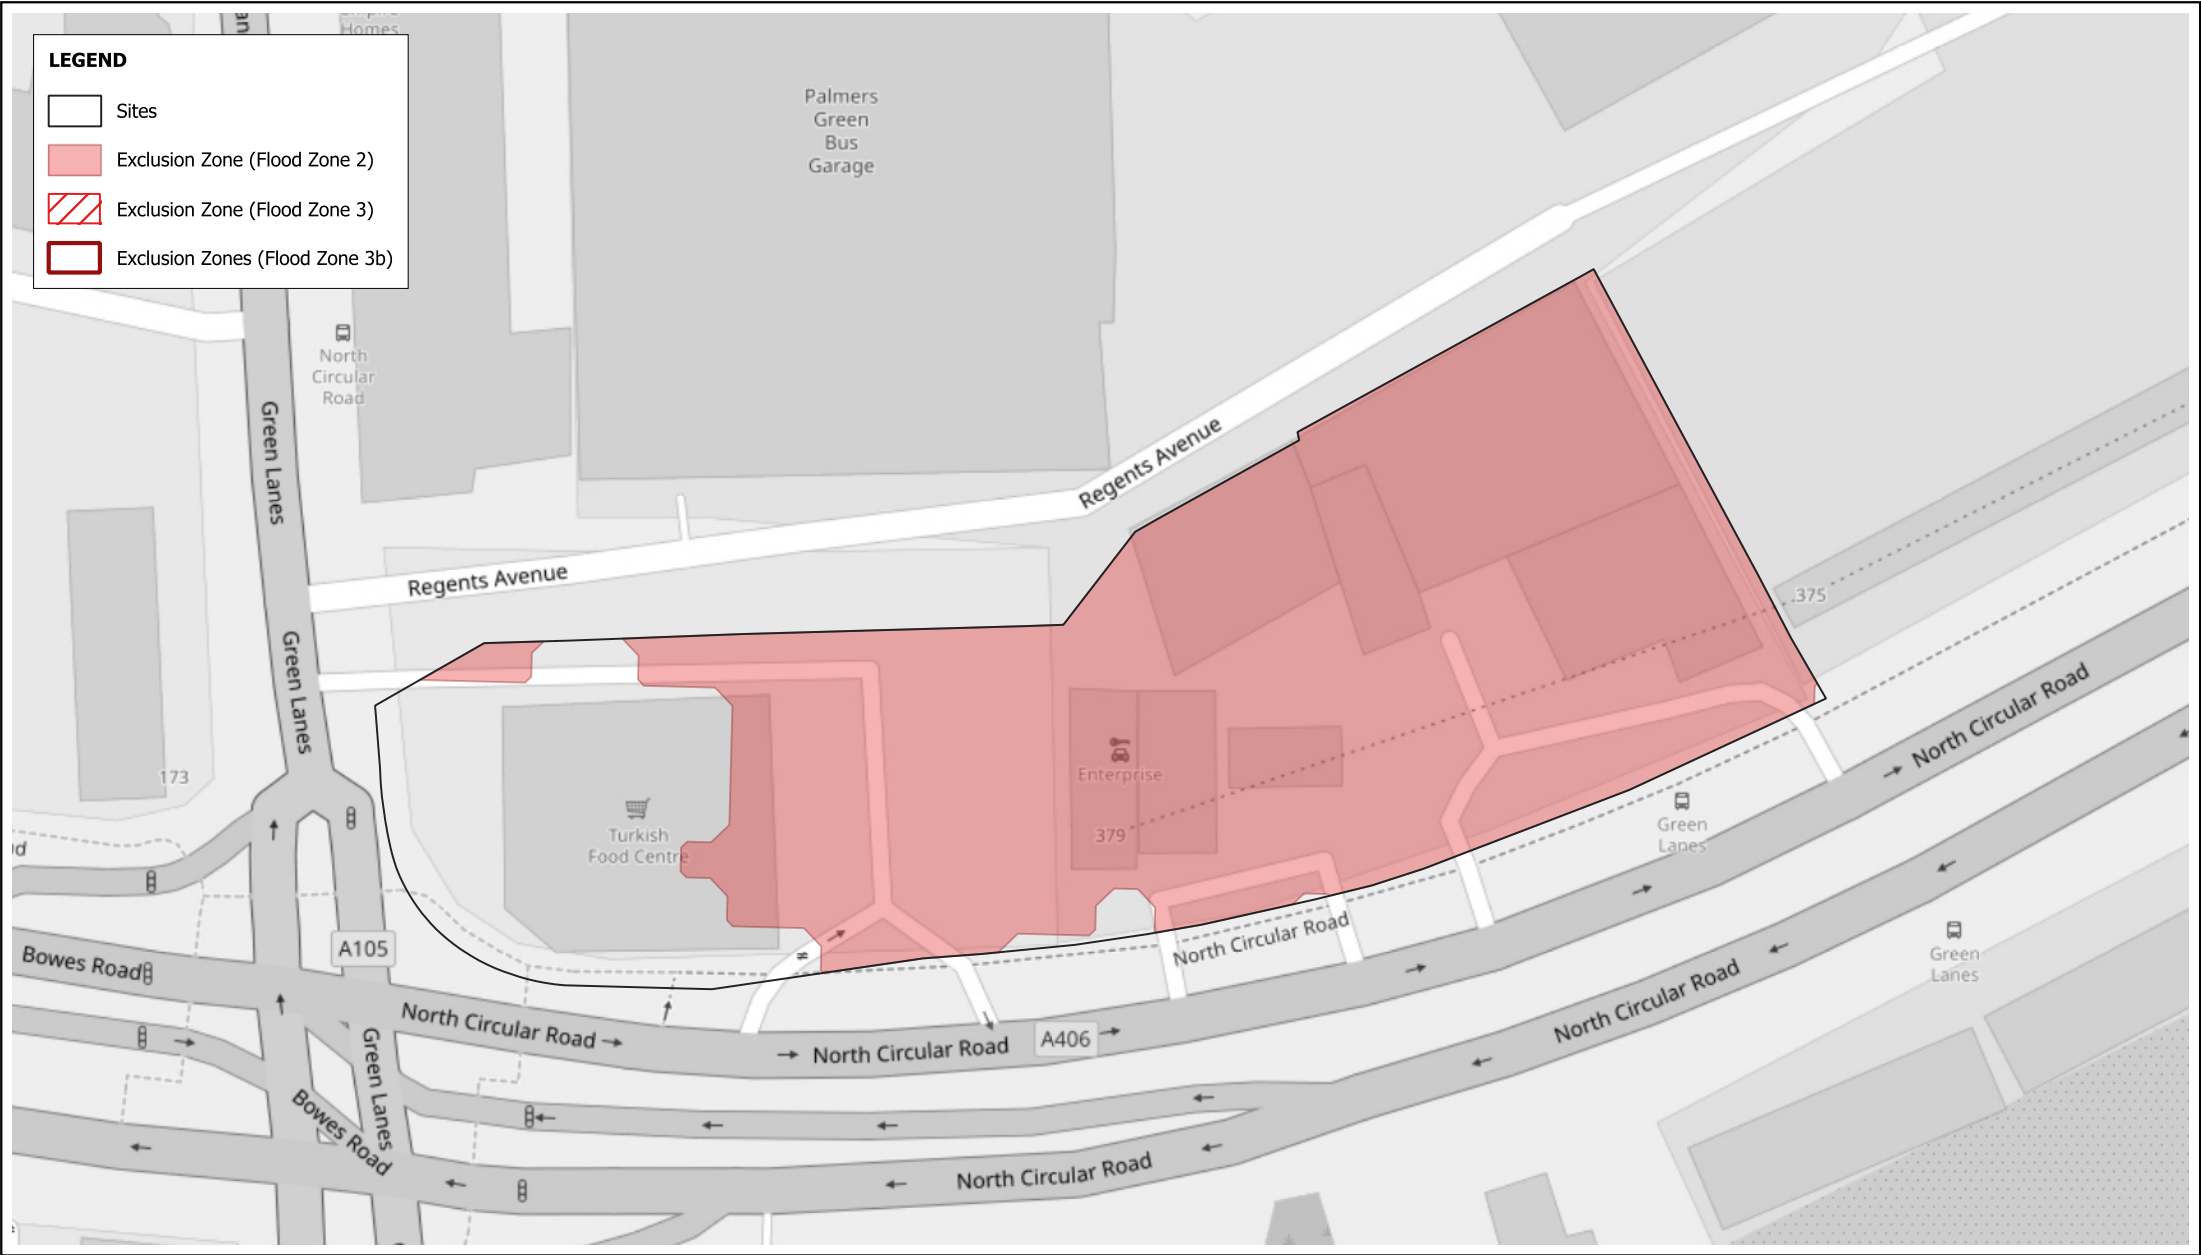 LEGEND
Sites
Exclusion Zone (Flood Zone 2)
Exclusion Zone (Flood Zone 3)
Exclusion Zones (Flood Zone 3b)
Homes
Palmers
Green
Bus
Garage
North
Circular
Road
Green Lanes
Regents Avenue
Regents Avenue
Green Lanes
375
173
Enterprise
379
Turkish
Food Centre
Green
Lanes
North Circular Road
North Circular Road
A105
Bowes Road
North Circular Road
North Circular Road
A406
Green
Lanes
North Circular Road
Green Lanes
Bowes Road
North Circular Road